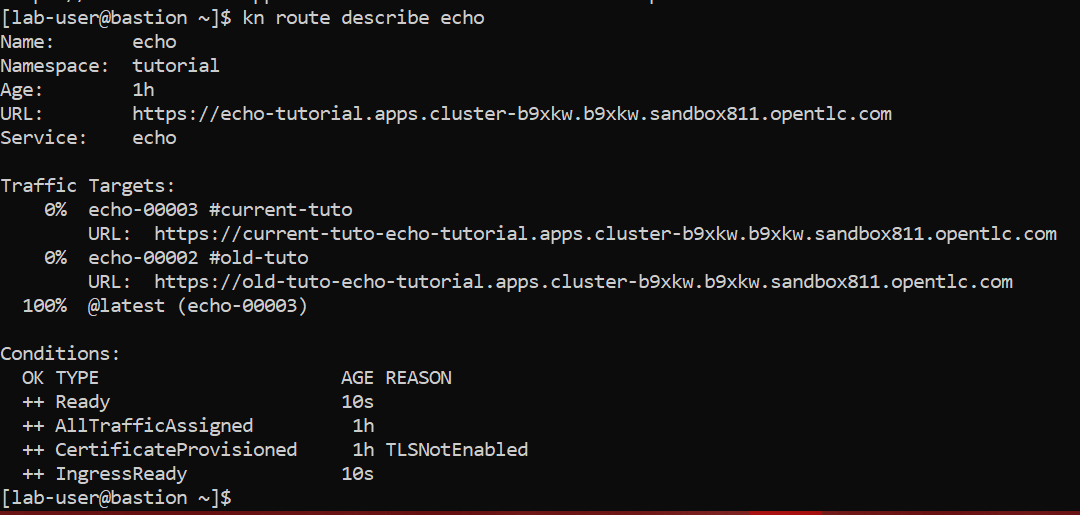 [lab-user@bastion ~]$ kn route describe echo
Name:       echo
Namespace:  tutorial
Age:        1h
URL:        https://echo-tutorial.apps.cluster-b9xkw.b9xkw.sandbox811.opentlc.com
Service:    echo

Traffic Targets:
    0%  echo-00003 #current-tuto
        URL:  https://current-tuto-echo-tutorial.apps.cluster-b9xkw.b9xkw.sandbox811.opentlc.com
    0%  echo-00002 #old-tuto
        URL:  https://old-tuto-echo-tutorial.apps.cluster-b9xkw.b9xkw.sandbox811.opentlc.com
  100%  @latest (echo-00003)

Conditions:
  OK TYPE                      AGE REASON
  ++ Ready                     10s
  ++ AllTrafficAssigned         1h
  ++ CertificateProvisioned     1h TLSNotEnabled
  ++ IngressReady              10s
[lab-user@bastion ~]$